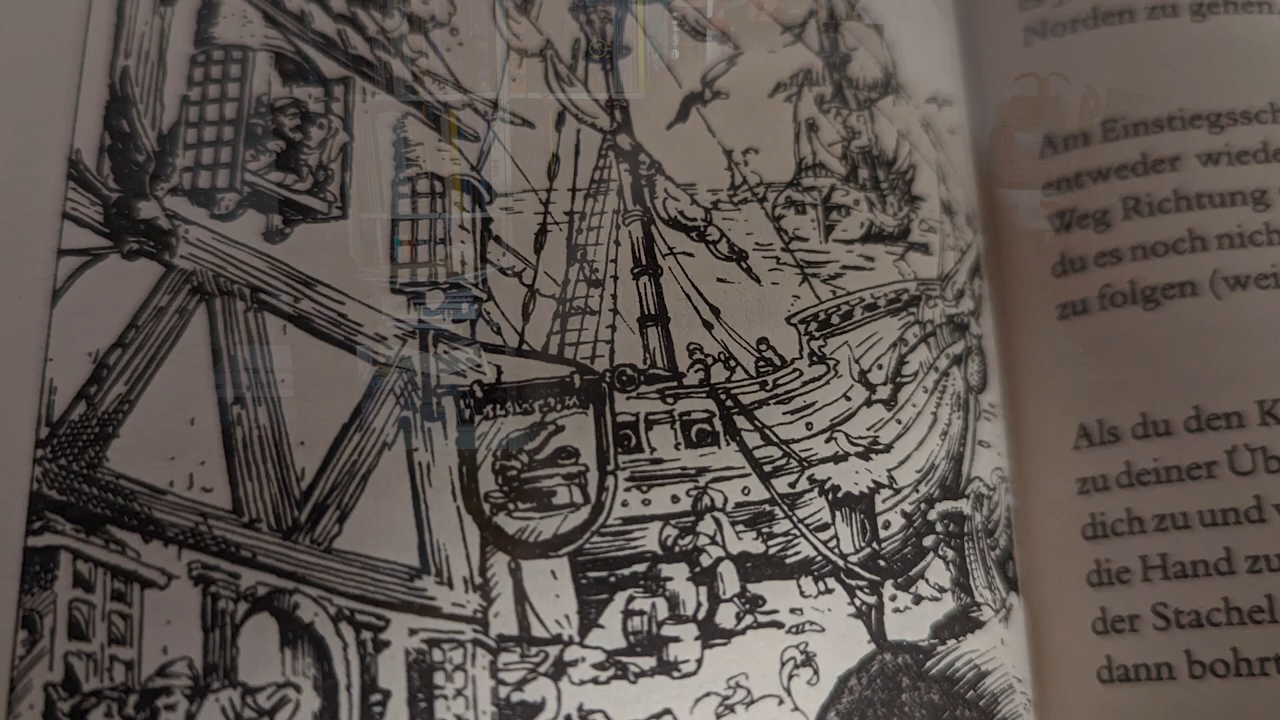 Norden zu gehen.
Am Einstiegssch
entweder wiede
Weg Richtung
du es noch nich
zu folgen (wei
Als du den K
zu deiner Üb
dich zu und
die Hand zu
der Stachel
dann bohrt